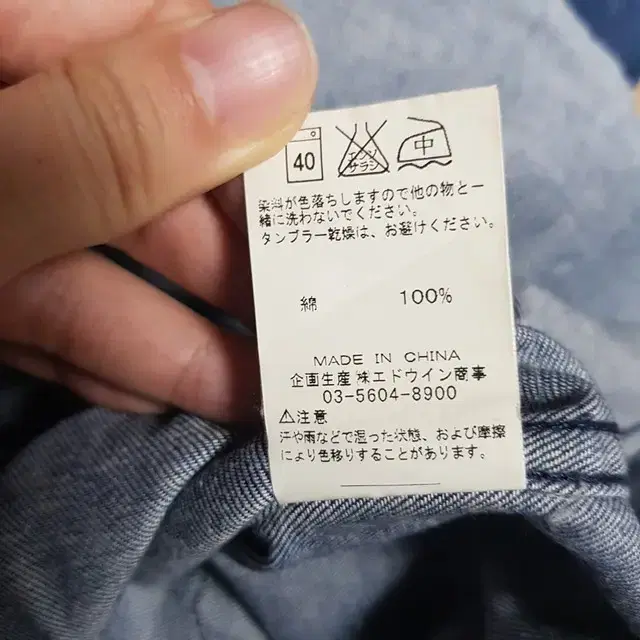 40 エンソ サラシ 中
染料が色落ちしますので他の物と一
緒に洗わないでください。
タンブラー乾燥は、お避けください。
綿 100%
MADE IN CHINA
企画生産 ㈱エドウイン商事
03-5604-8900
⚠注意
汗や雨などで湿った状態、および摩擦
により色移りすることがあります。